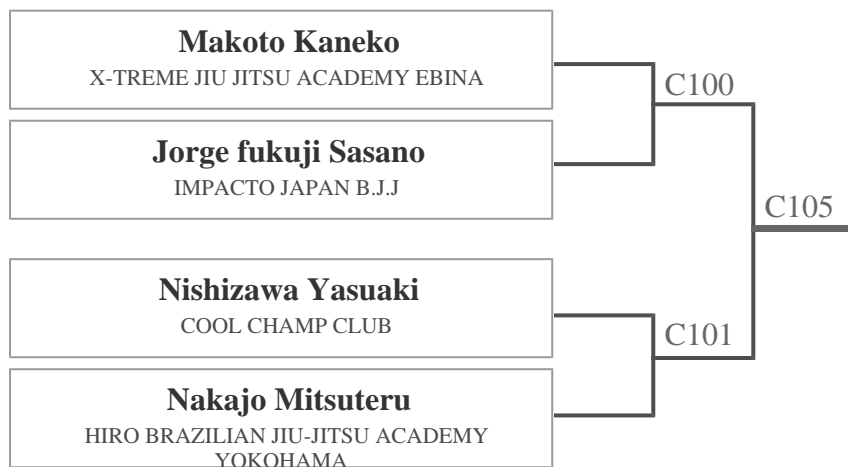 Makoto Kaneko
X-TREME JIU JITSU ACADEMY EBINA
C100
Jorge fukuji Sasano
IMPACTO JAPAN B.J.J
C105
Nishizawa Yasuaki
COOL CHAMP CLUB
C101
Nakajo Mitsuteru
HIRO BRAZILIAN JIU-JITSU ACADEMY
YOKOHAMA